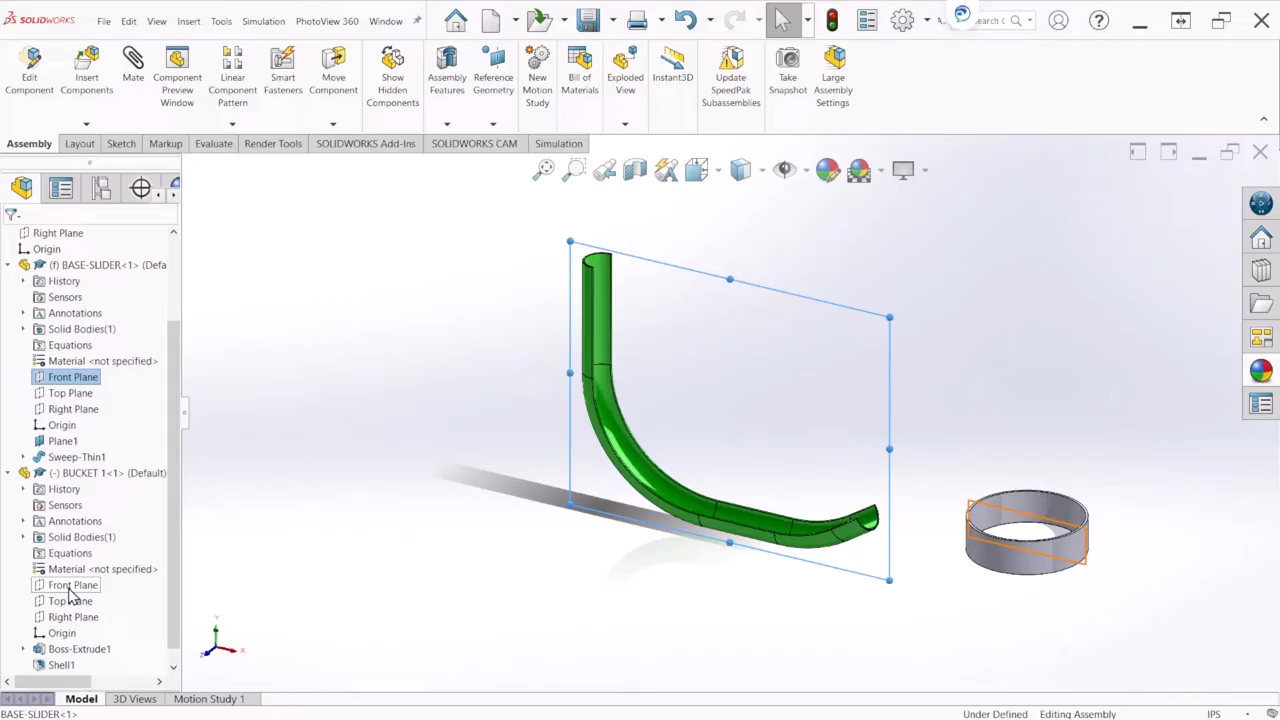 SOLIDWORKS File Edit View Insert Tools Simulation PhotoView 360 Window
Edit Component
Insert Components
Mate
Component Preview Window
Linear Component Pattern
Smart Fasteners
Move Component
Show Hidden Components
Assembly Features
Reference Geometry
New Motion Study
Bill of Materials
Exploded View
Instant3D
Update SpeedPak Subassemblies
Take Snapshot
Large Assembly Settings
Assembly Layout Sketch Markup Evaluate Render Tools SOLIDWORKS Add-Ins SOLIDWORKS CAM Simulation
Right Plane
Origin
(f) BASE-SLIDER<1> (Defa
History
Sensors
Annotations
Solid Bodies(1)
Equations
Material <not specified>
Front Plane
Top Plane
Right Plane
Origin
Plane1
Sweep-Thin1
(-) BUCKET 1<1> (Default)
History
Sensors
Annotations
Solid Bodies(1)
Equations
Material <not specified>
Front Plane
Top Plane
Right Plane
Origin
Boss-Extrude1
Shell1
Y
X
Z
Model 3D Views Motion Study 1
BASE-SLIDER<1> Under Defined Editing Assembly IPS